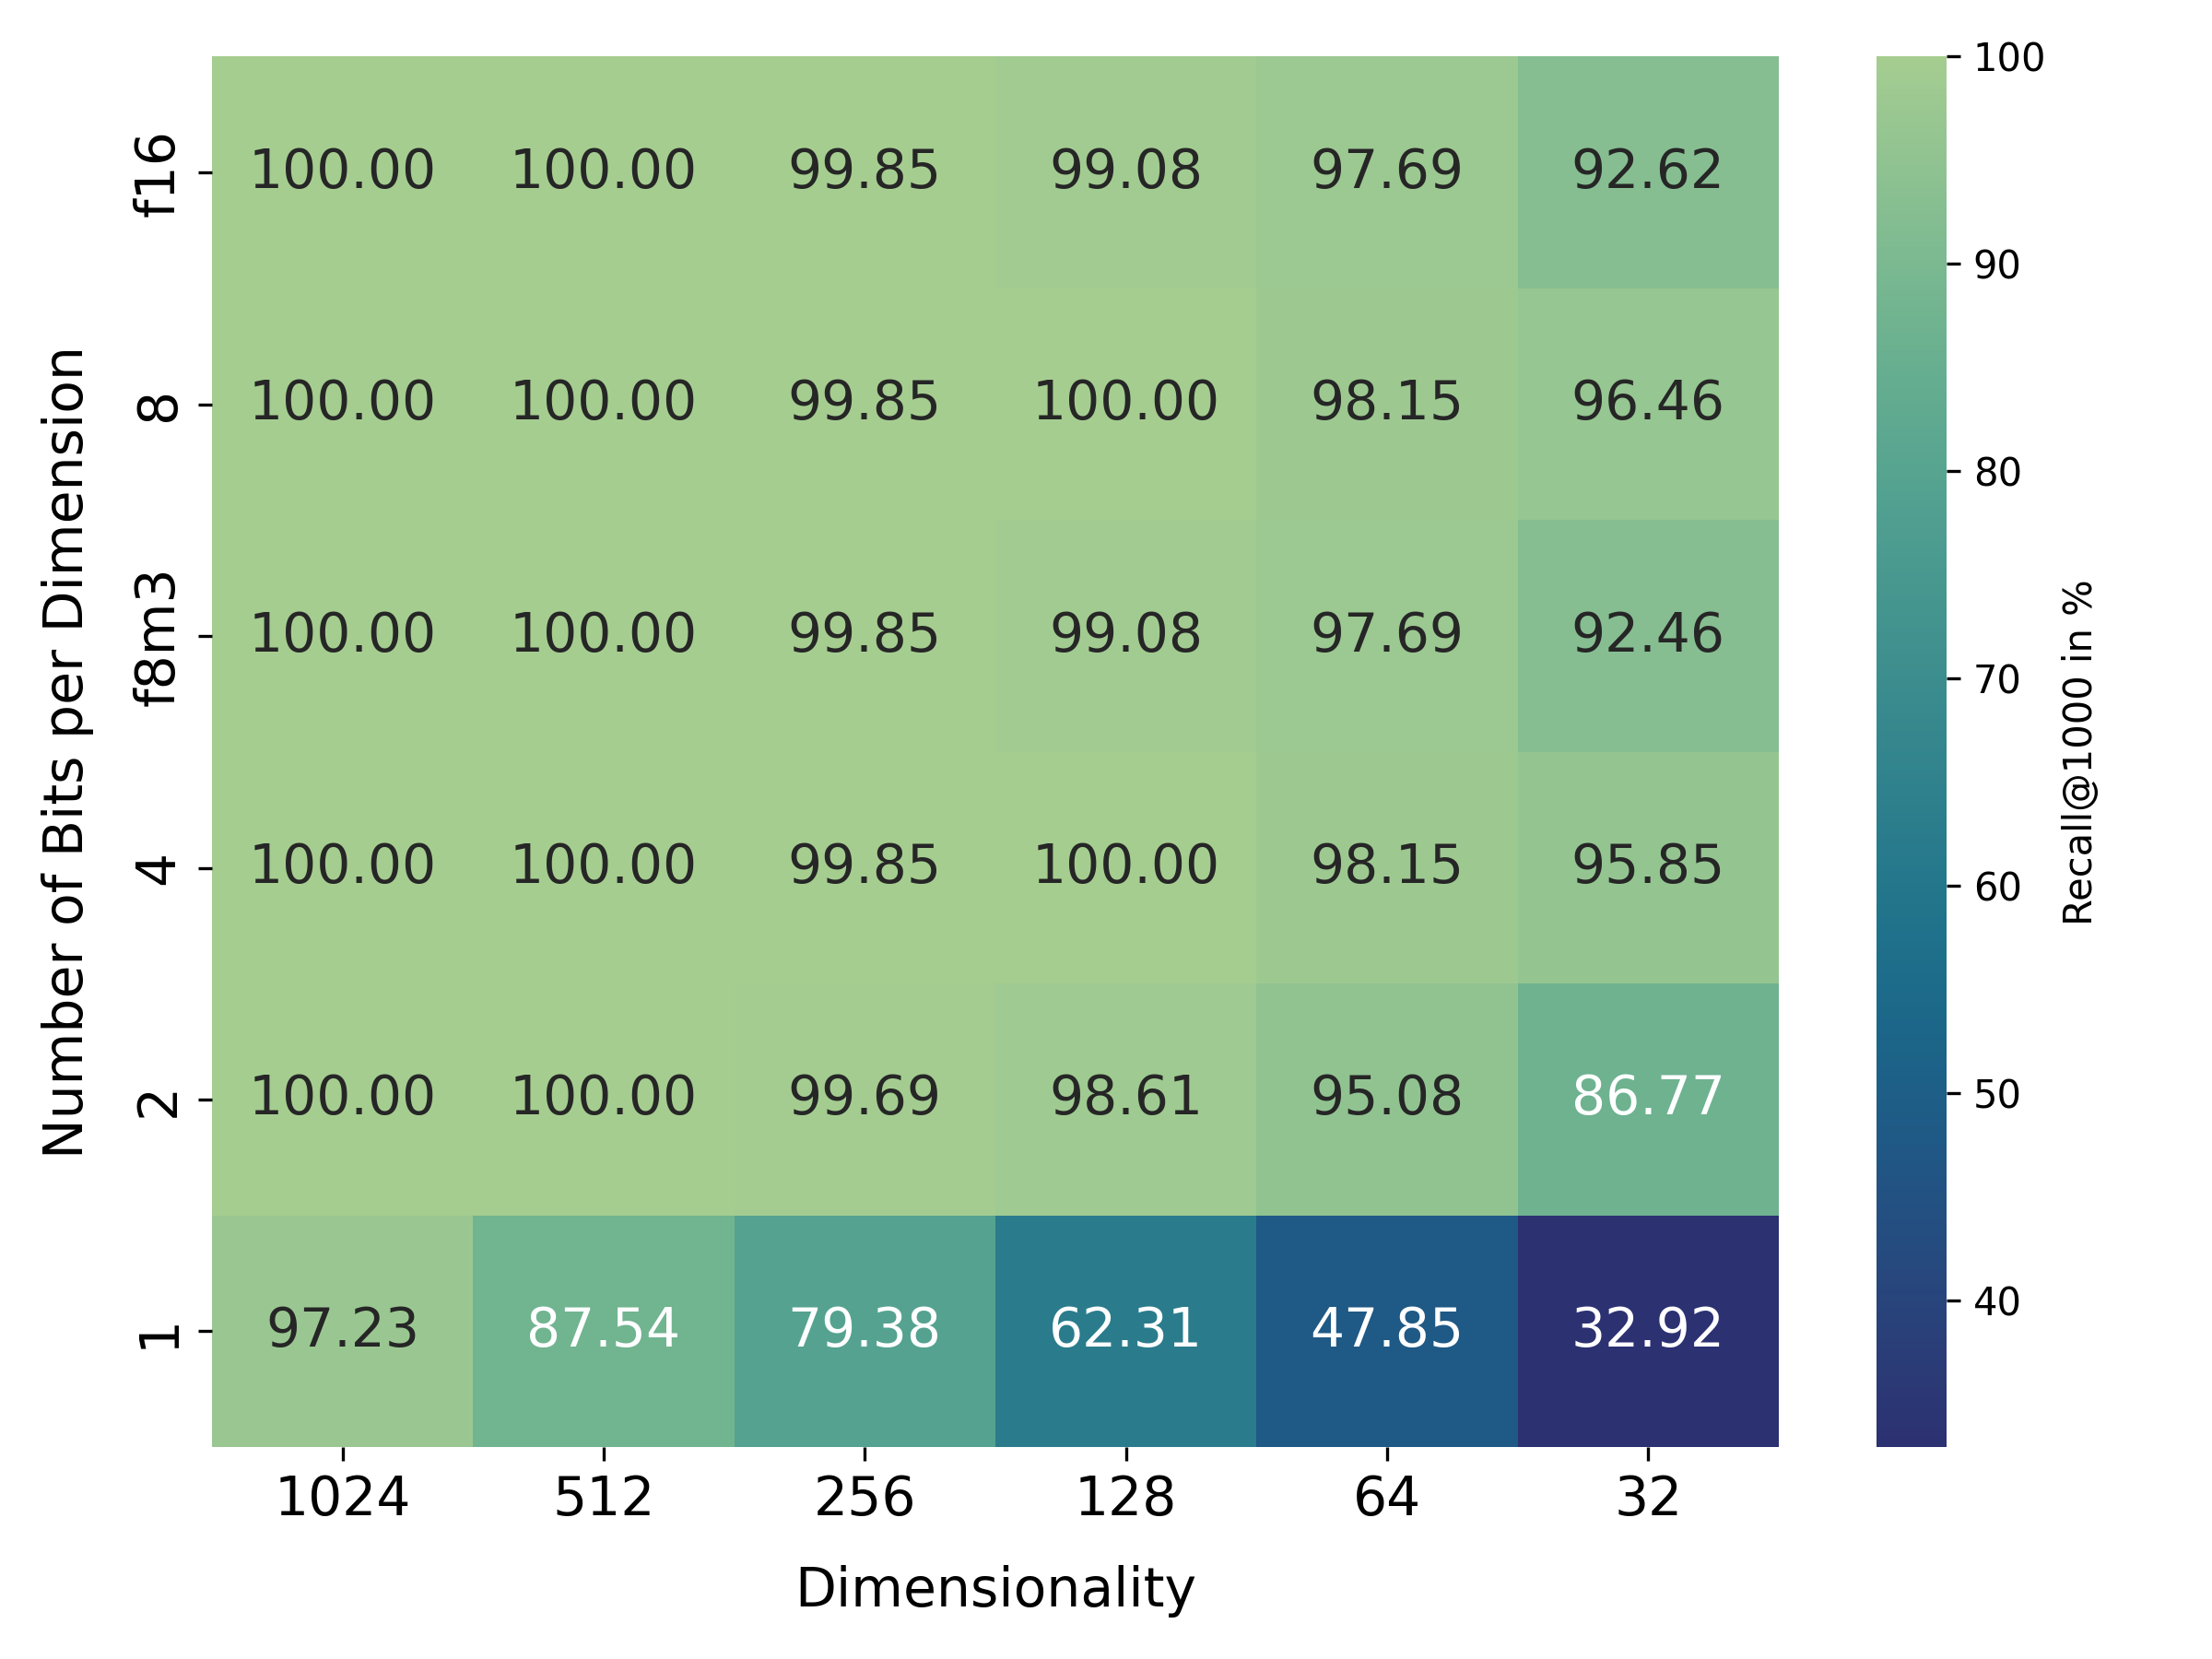 Number of Bits per Dimension
f16 100.00 100.00 99.85 99.08 97.69 92.62
8 100.00 100.00 99.85 100.00 98.15 96.46
f8m3 100.00 100.00 99.85 99.08 97.69 92.46
4 100.00 100.00 99.85 100.00 98.15 95.85
2 100.00 100.00 99.69 98.61 95.08 86.77
1 97.23 87.54 79.38 62.31 47.85 32.92
1024 512 256 128 64 32
Dimensionality
100
90
80
70
60
50
40
Recall@1000 in %